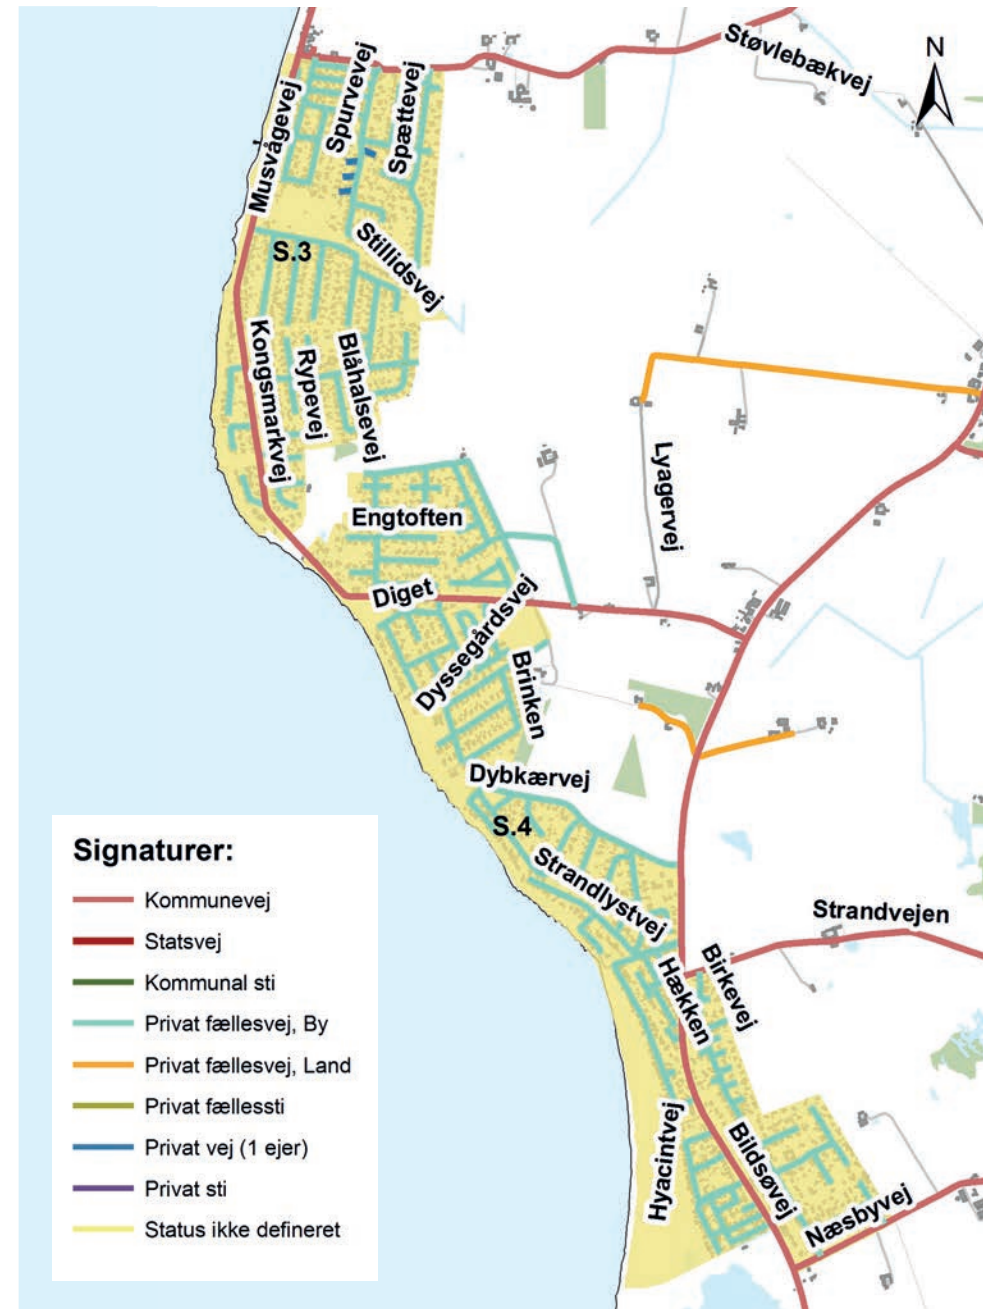 Støvlebækvej
N
Musvågevej
Spurvevej
Spættevej
S.3
Stillidsvej
Kongsmarkvej
Rypevej
Blåhalsevej
Lyagervej
Engtoften
Diget
Dyssegårdsvej
Brinken
Dybkærvej
S.4
Strandlystvej
Strandvejen
Hækken
Birkevej
Hyacintvej
Bildsøvej
Næsbyvej
Signaturer:
Kommunevej
Statsvej
Kommunal sti
Privat fællesvej, By
Privat fællesvej, Land
Privat fællessti
Privat vej (1 ejer)
Privat sti
Status ikke defineret